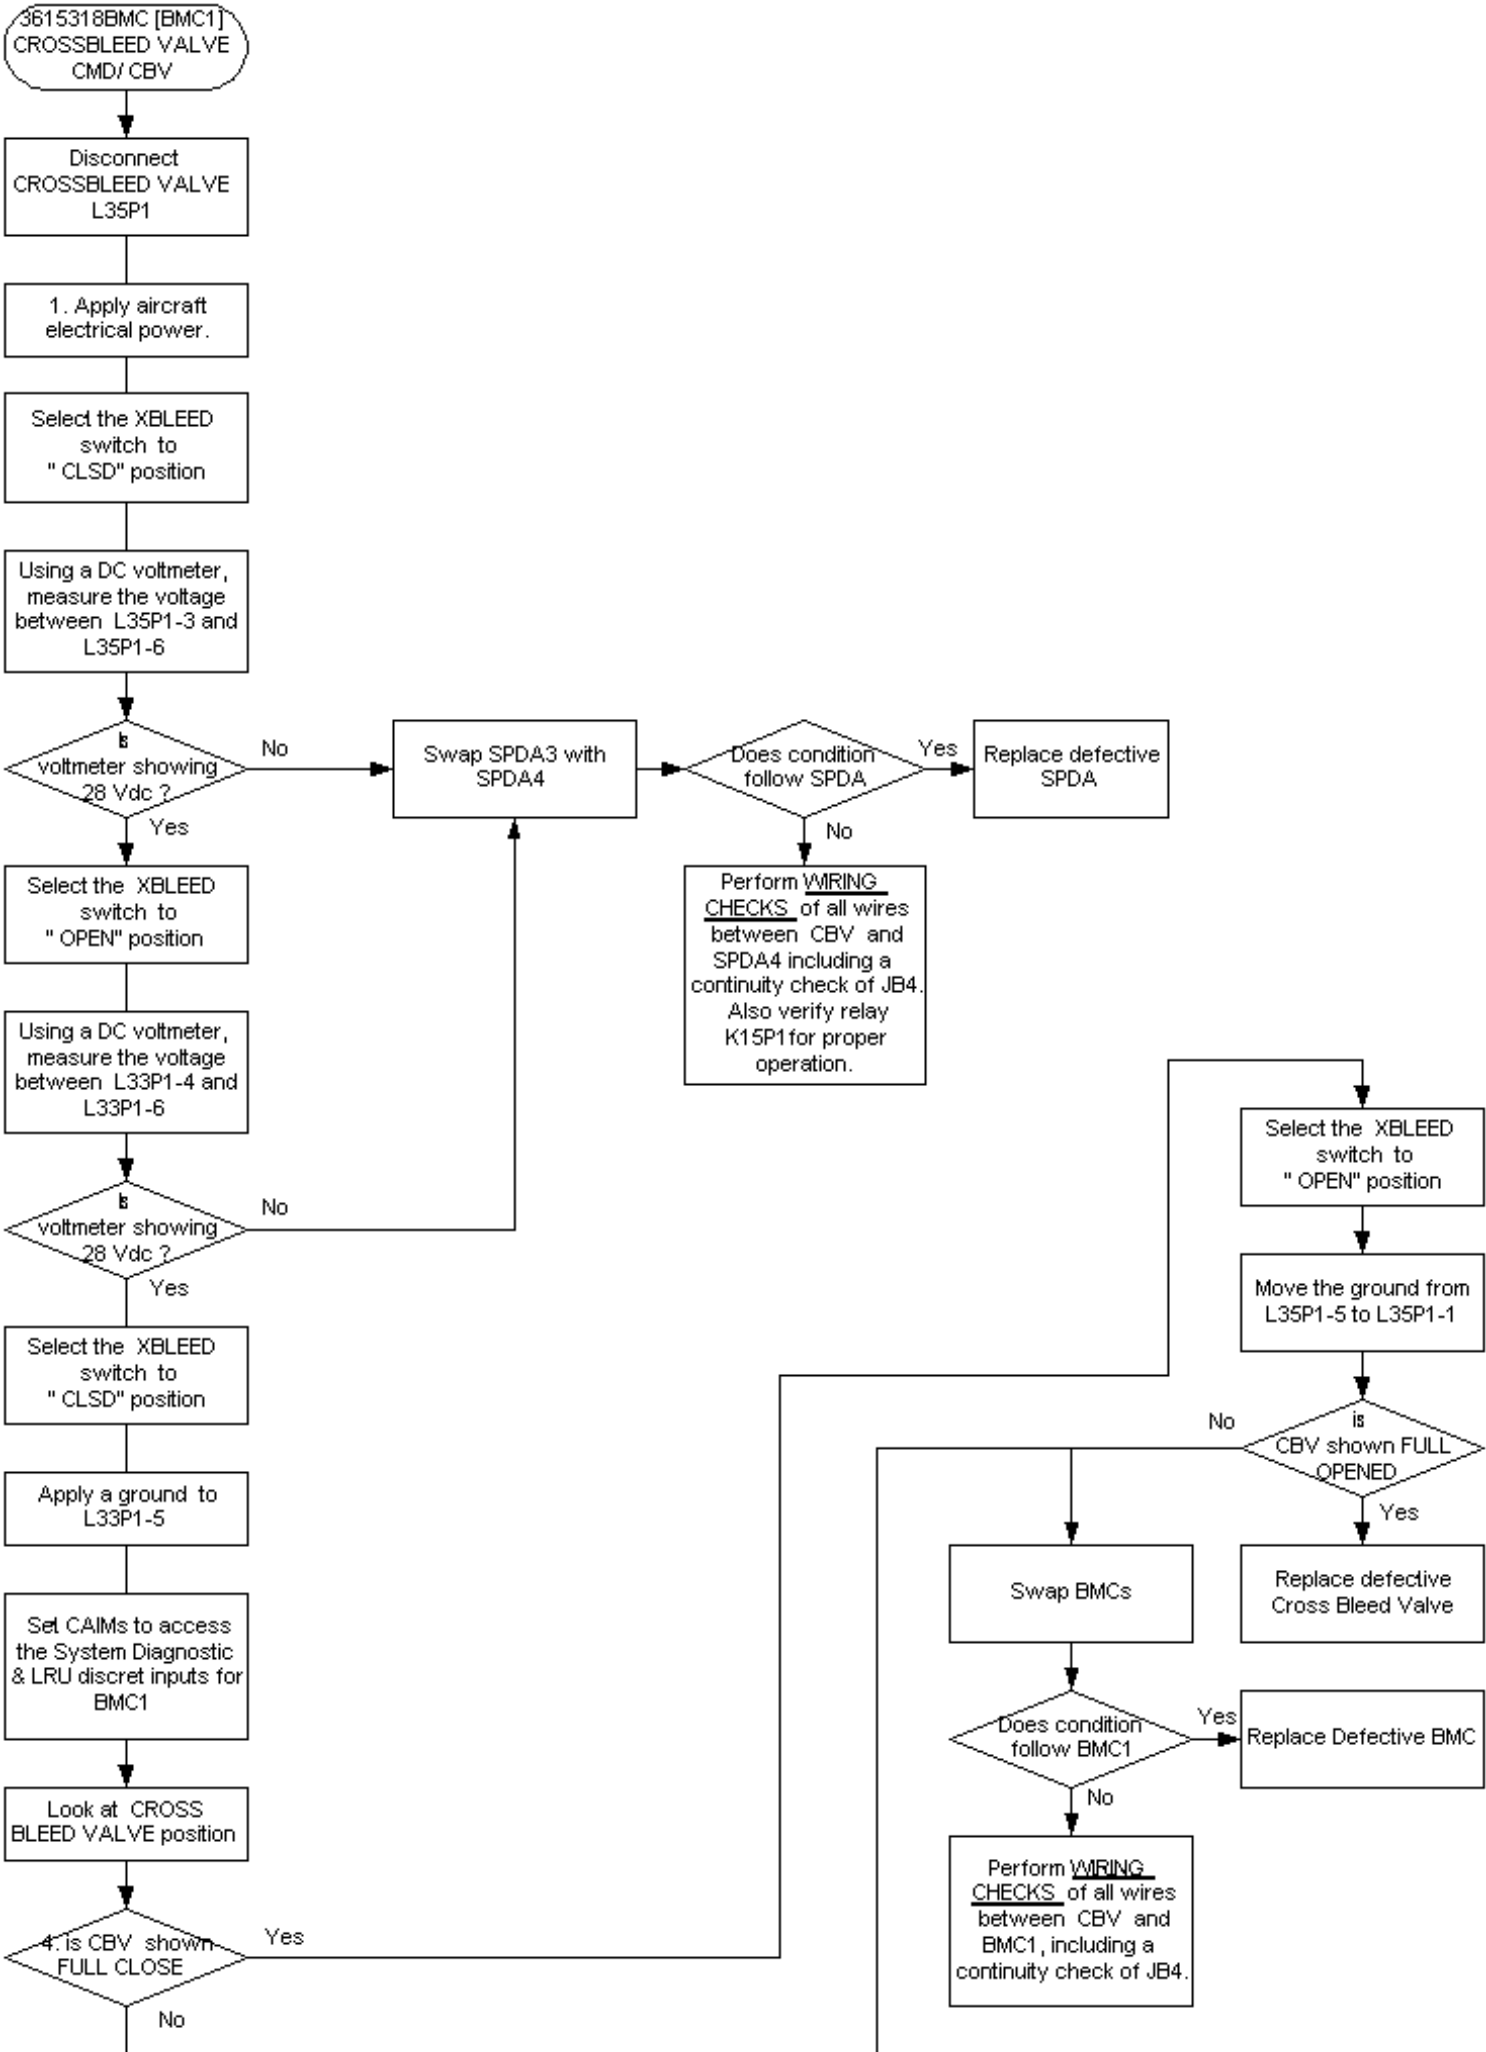 3615318BMC [BMC1]
CROSSBLEED VALVE
CMD/ CBV
Disconnect
CROSSBLEED VALVE
L35P1
1. Apply aircraft
electrical power.
Select the XBLEED
switch to
" CLSD" position
Using a DC voltmeter,
measure the voltage
between L35P1-3 and
L35P1-6
Is
voltmeter showing
28 Vdc ?
No
Yes
Swap SPDA3 with
SPDA4
Does condition
follow SPDA
Yes
No
Replace defective
SPDA
Perform WIRING
CHECKS of all wires
between CBV and
SPDA4 including a
continuity check of JB4.
Also verify relay
K15P1for proper
operation.
Select the XBLEED
switch to
" OPEN" position
Using a DC voltmeter,
measure the voltage
between L33P1-4 and
L33P1-6
Is
voltmeter showing
28 Vdc ?
No
Yes
Select the XBLEED
switch to
" CLSD" position
Apply a ground to
L33P1-5
Set CAIMs to access
the System Diagnostic
& LRU discret inputs for
BMC1
Look at CROSS
BLEED VALVE position
4. is CBV shown
FULL CLOSE
Yes
No
Select the XBLEED
switch to
" OPEN" position
Move the ground from
L35P1-5 to L35P1-1
is
CBV shown FULL
OPENED
No
Yes
Replace defective
Cross Bleed Valve
Swap BMCs
Does condition
follow BMC1
Yes
No
Replace Defective BMC
Perform WIRING
CHECKS of all wires
between CBV and
BMC1, including a
continuity check of JB4.